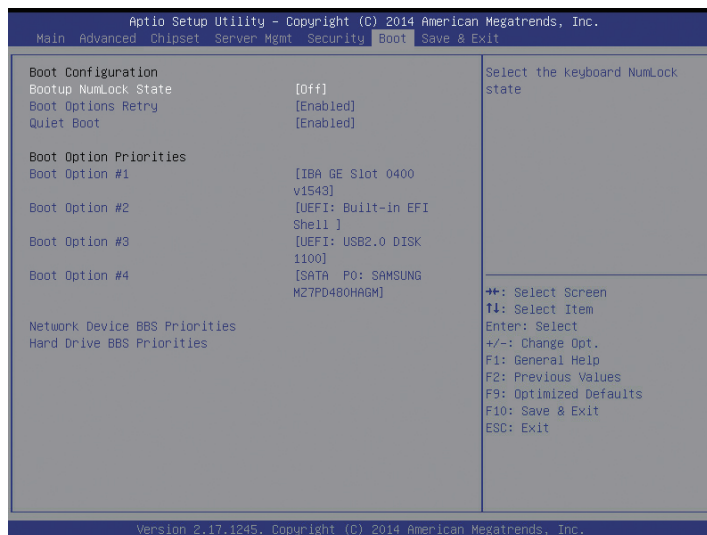 Aptio Setup Utility – Copyright (C) 2014 American Megatrends, Inc.
Main Advanced Chipset Server Mgmt Security Boot Save & Exit
Boot Configuration
Bootup NumLock State [Off]
Boot Options Retry [Enabled]
Quiet Boot [Enabled]
Boot Option Priorities
Boot Option #1 [IBA GE Slot 0400
v1543]
Boot Option #2 [UEFI: Built-in EFI
Shell ]
Boot Option #3 [UEFI: USB2.0 DISK
1100]
Boot Option #4 [SATA P0: SAMSUNG
MZ7PD480HAGM]
Network Device BBS Priorities
Hard Drive BBS Priorities
Select the keyboard NumLock
state
→←: Select Screen
↑↓: Select Item
Enter: Select
+/-: Change Opt.
F1: General Help
F2: Previous Values
F9: Optimized Defaults
F10: Save & Exit
ESC: Exit
Version 2.17.1245. Copyright (C) 2014 American Megatrends, Inc.